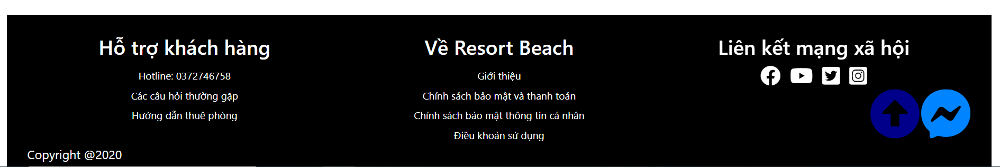 Hỗ trợ khách hàng
Hotline: 0372746758
Các câu hỏi thường gặp
Hướng dẫn thuê phòng
Về Resort Beach
Giới thiệu
Chính sách bảo mật và thanh toán
Chính sách bảo mật thông tin cá nhân
Điều khoản sử dụng
Liên kết mạng xã hội
Copyright @2020